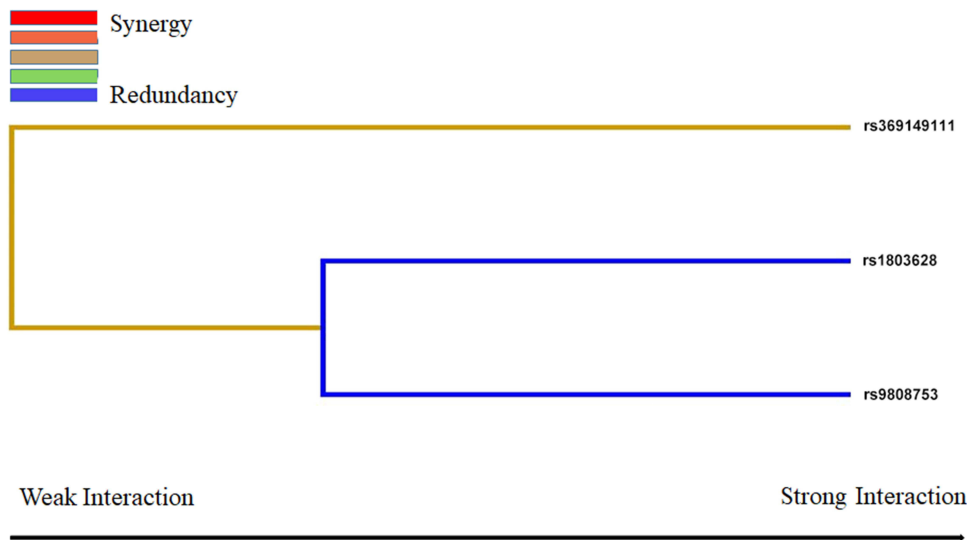 Synergy
Redundancy
rs369149111
rs1803628
rs9808753
Weak Interaction
Strong Interaction